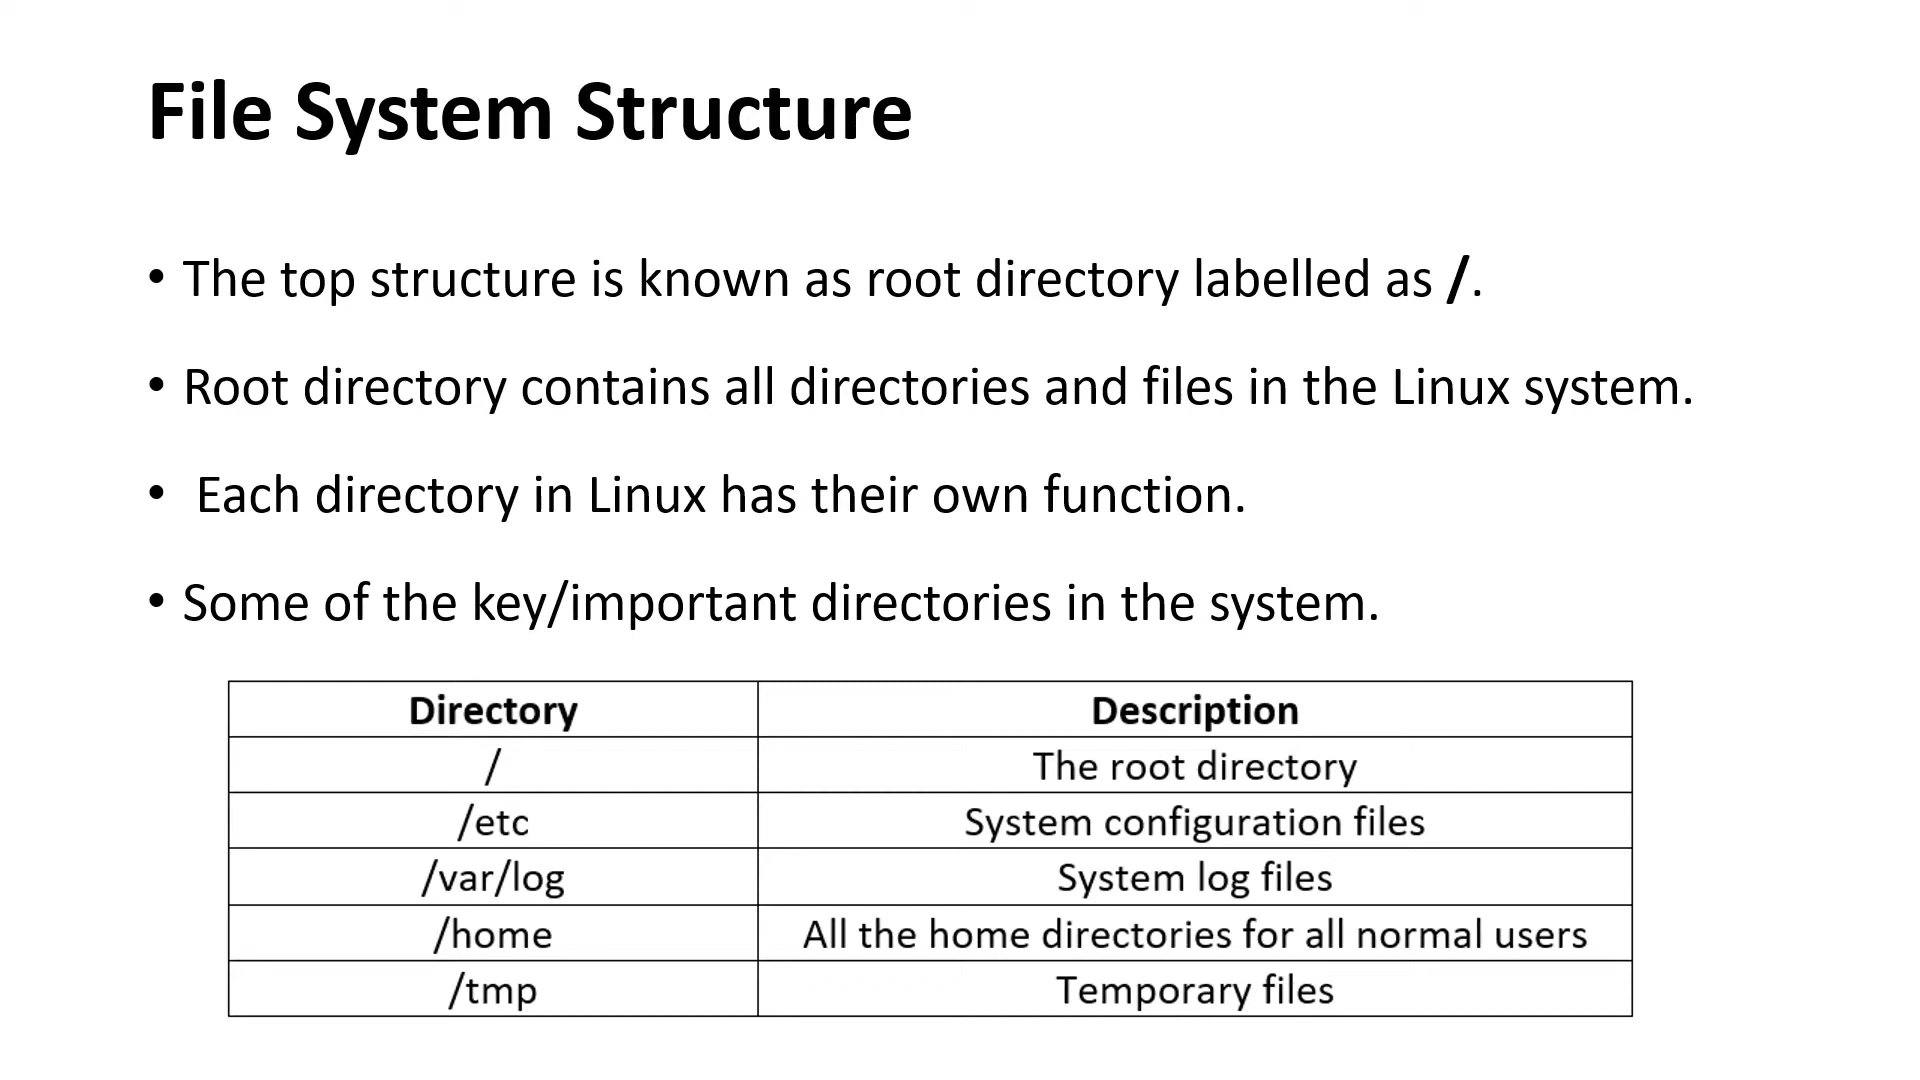 File System Structure
• The top structure is known as root directory labelled as /.
• Root directory contains all directories and files in the Linux system.
• Each directory in Linux has their own function.
• Some of the key/important directories in the system.
Directory Description
/ The root directory
/etc System configuration files
/var/log System log files
/home All the home directories for all normal users
/tmp Temporary files